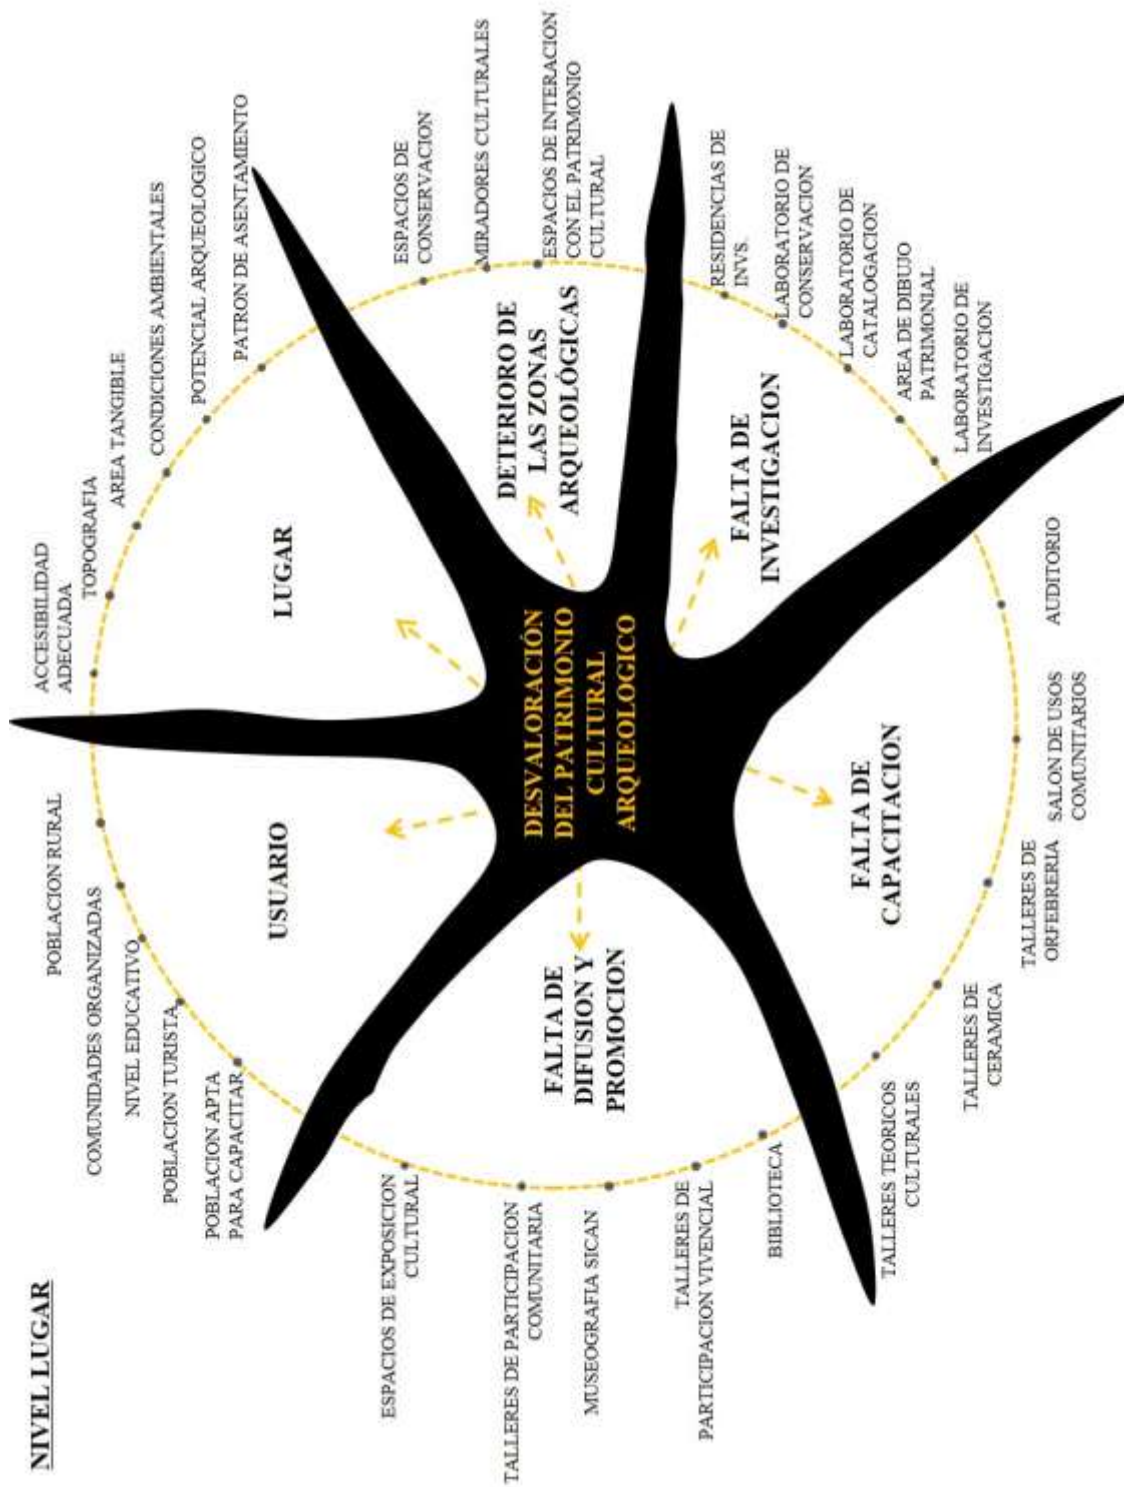 NIVEL LUGAR
DESVALORACIÓN
DEL PATRIMONIO
CULTURAL
ARQUEOLOGICO
USUARIO
POBLACION RURAL
COMUNIDADES ORGANIZADAS
NIVEL EDUCATIVO
POBLACION TURISTA
POBLACION APTA
PARA CAPACITAR
LUGAR
ACCESIBILIDAD
ADECUADA
TOPOGRAFIA
AREA TANGIBLE
CONDICIONES AMBIENTALES
POTENCIAL ARQUEOLOGICO
PATRON DE ASENTAMIENTO
DETERIORO DE
LAS ZONAS
ARQUEOLÓGICAS
ESPACIOS DE
CONSERVACION
MIRADORES CULTURALES
ESPACIOS DE INTERACION
CON EL PATRIMONIO
CULTURAL
FALTA DE
INVESTIGACION
RESIDENCIAS DE
INVS.
LABORATORIO DE
CONSERVACION
LABORATORIO DE
CATALOGACION
AREA DE DIBUJO
PATRIMONIAL
LABORATORIO DE
INVESTIGACION
FALTA DE
CAPACITACION
AUDITORIO
SALON DE USOS
COMUNITARIOS
TALLERES DE
ORFEBRERIA
TALLERES DE
CERAMICA
TALLERES TEORICOS
CULTURALES
FALTA DE
DIFUSION Y
PROMOCION
BIBLIOTECA
TALLERES DE
PARTICIPACION VIVENCIAL
MUSEOGRAFIA SICAN
TALLERES DE PARTICIPACION
COMUNITARIA
ESPACIOS DE EXPOSICION
CULTURAL